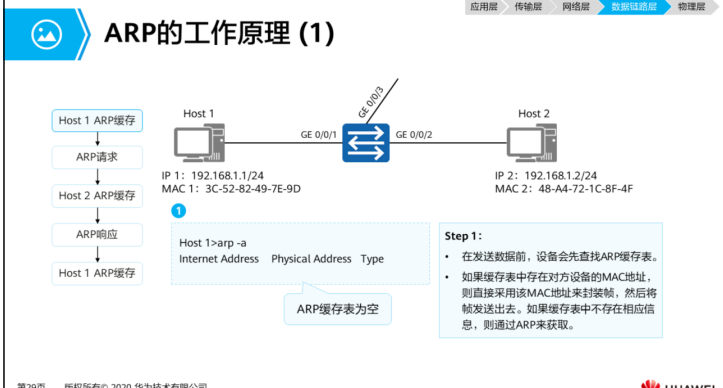 应用层 传输层 网络层 数据链路层 物理层
ARP的工作原理 (1)
Host 1 ARP缓存
ARP请求
Host 2 ARP缓存
ARP响应
Host 1 ARP缓存
GE 0/0/3
Host 1
Host 2
GE 0/0/1
GE 0/0/2
IP 1：192.168.1.1/24
MAC 1：3C-52-82-49-7E-9D
IP 2：192.168.1.2/24
MAC 2：48-A4-72-1C-8F-4F
1
Host 1>arp -a
Internet Address Physical Address Type
ARP缓存表为空
Step 1：
• 在发送数据前，设备会先查找ARP缓存表。
• 如果缓存表中存在对方设备的MAC地址，
则直接采用该MAC地址来封装帧，然后将
帧发送出去。如果缓存表中不存在相应信
息，则通过ARP来获取。
第29页 版权所有© 2020 华为技术有限公司
HUAWEI